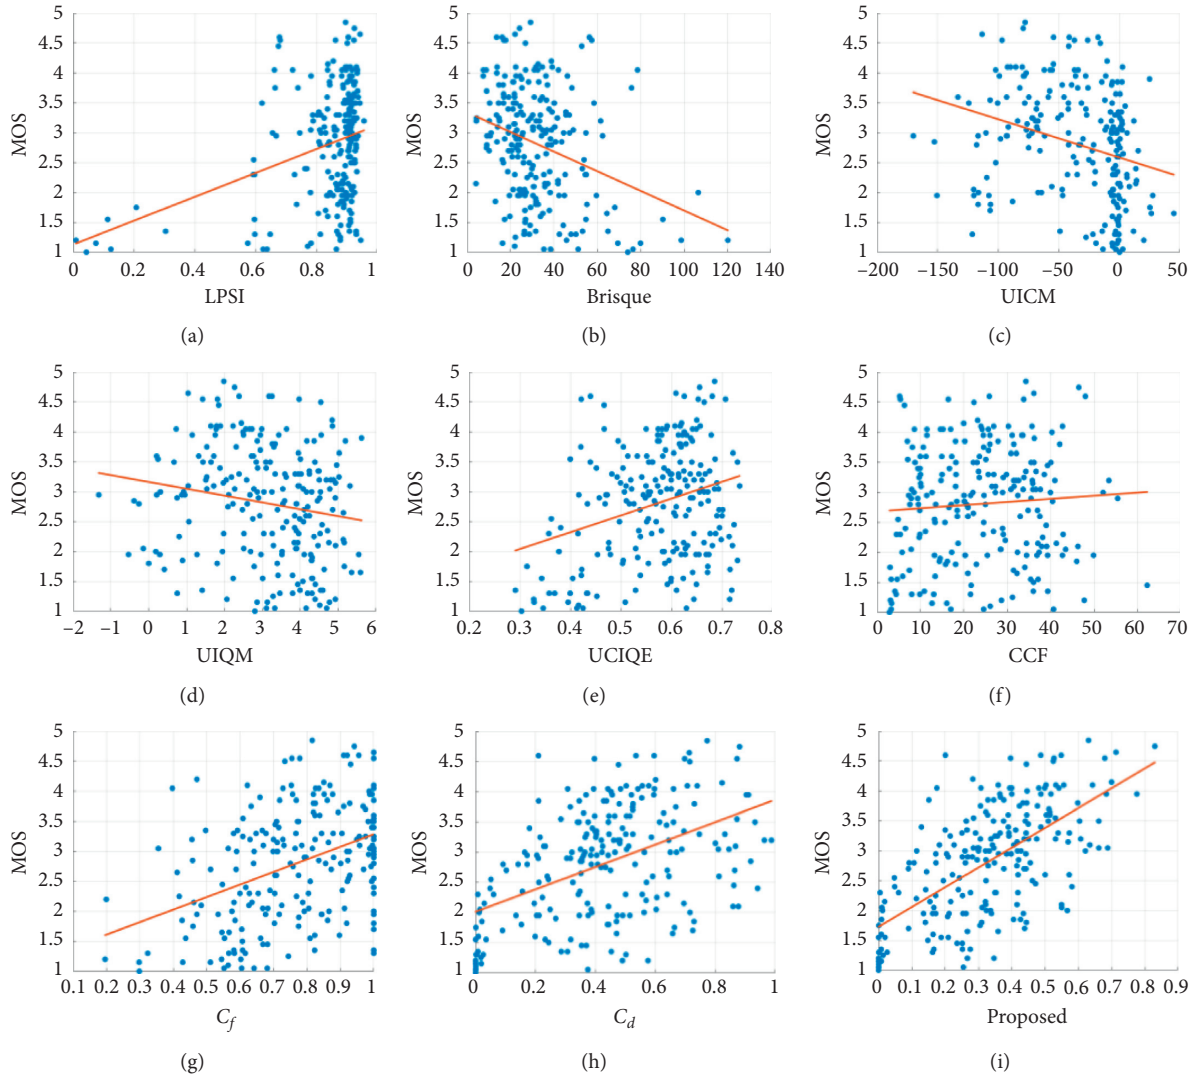 5
4.5
4
3.5
3
2.5
2
1.5
1
MOS
0 0.2 0.4 0.6 0.8 1
LPSI
(a)
5
4.5
4
3.5
3
2.5
2
1.5
1
MOS
0 20 40 60 80 100 120 140
Brisque
(b)
5
4.5
4
3.5
3
2.5
2
1.5
1
MOS
−200 −150 −100 −50 0 50
UICM
(c)
5
4.5
4
3.5
3
2.5
2
1.5
1
MOS
−2 −1 0 1 2 3 4 5 6
UIQM
(d)
5
4.5
4
3.5
3
2.5
2
1.5
1
MOS
0.2 0.3 0.4 0.5 0.6 0.7 0.8
UCIQE
(e)
5
4.5
4
3.5
3
2.5
2
1.5
1
MOS
0 10 20 30 40 50 60 70
CCF
(f)
5
4.5
4
3.5
3
2.5
2
1.5
1
MOS
0.1 0.2 0.3 0.4 0.5 0.6 0.7 0.8 0.9 1
C_f
(g)
5
4.5
4
3.5
3
2.5
2
1.5
1
MOS
0 0.2 0.4 0.6 0.8 1
C_d
(h)
5
4.5
4
3.5
3
2.5
2
1.5
1
MOS
0 0.1 0.2 0.3 0.4 0.5 0.6 0.7 0.8 0.9
Proposed
(i)